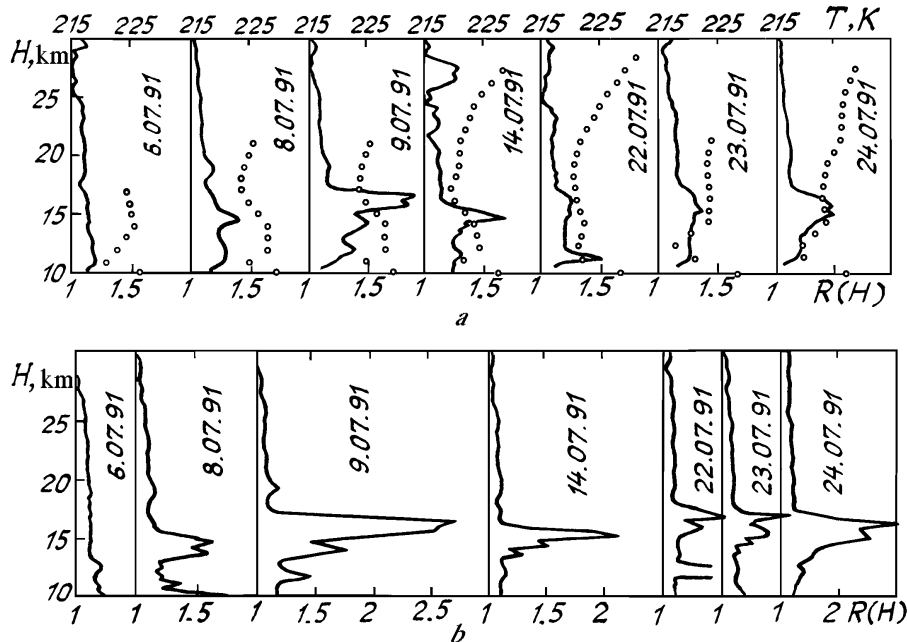 215 225 215 225 215 225 215 225 215 225 215 225 215 T, K
H, km
25
20
15
10
6.07.91 8.07.91 9.07.91 14.07.91 22.07.91 23.07.91 24.07.91
1 1.5 1 1.5 1 1.5 1 1.5 1 1.5 1 1.5 1 R(H)
a
H, km
25
20
15
10
6.07.91 8.07.91 9.07.91 14.07.91 22.07.91 23.07.91 24.07.91
1 1 1.5 1 1.5 2 2.5 1 1.5 2 1 1 1 2 R(H)
b